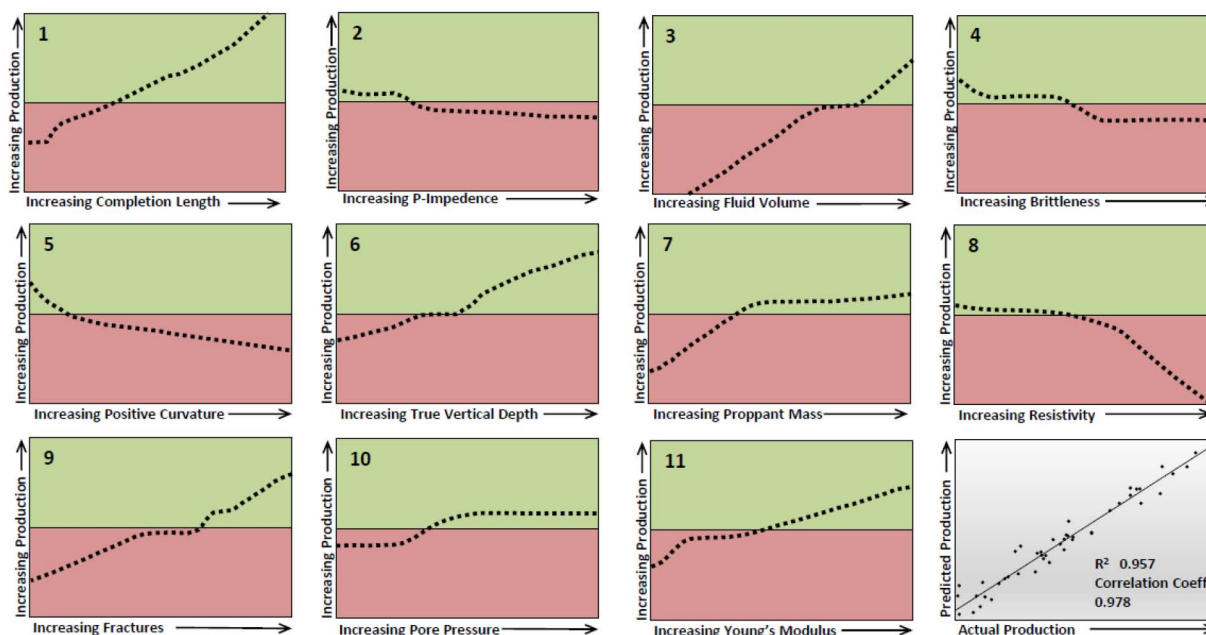 1
Increasing Production
Increasing Completion Length
2
Increasing Production
Increasing P-Impedence
3
Increasing Production
Increasing Fluid Volume
4
Increasing Production
Increasing Brittleness
5
Increasing Production
Increasing Positive Curvature
6
Increasing Production
Increasing True Vertical Depth
7
Increasing Production
Increasing Proppant Mass
8
Increasing Production
Increasing Resistivity
9
Increasing Production
Increasing Fractures
10
Increasing Production
Increasing Pore Pressure
11
Increasing Production
Increasing Young's Modulus
Predicted Production
R² 0.957
Correlation Coeff
0.978
Actual Production